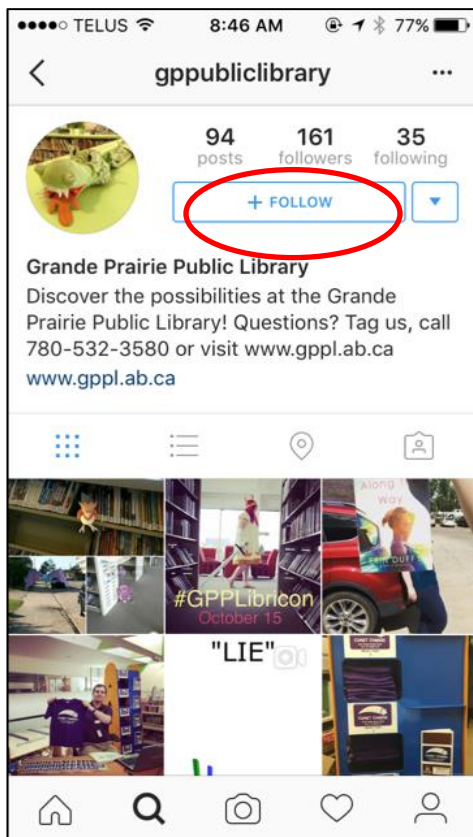 TELUS 8:46 AM 77%
gppubliclibrary
94 161 35
posts followers following
+ FOLLOW
Grande Prairie Public Library
Discover the possibilities at the Grande
Prairie Public Library! Questions? Tag us, call
780-532-3580 or visit www.gppl.ab.ca
www.gppl.ab.ca
#GPPLibricon
October 15
Along
Way
"LIE"
COMET CHASER